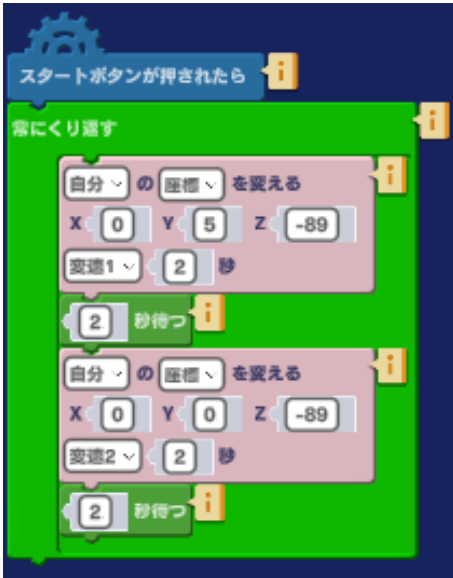 スタートボタンが押されたら i
常にくり返す i
自分 の 座標 を変える i
X 0 Y 5 Z -89
変速1 2 秒
2 秒待つ i
自分 の 座標 を変える i
X 0 Y 0 Z -89
変速2 2 秒
2 秒待つ i